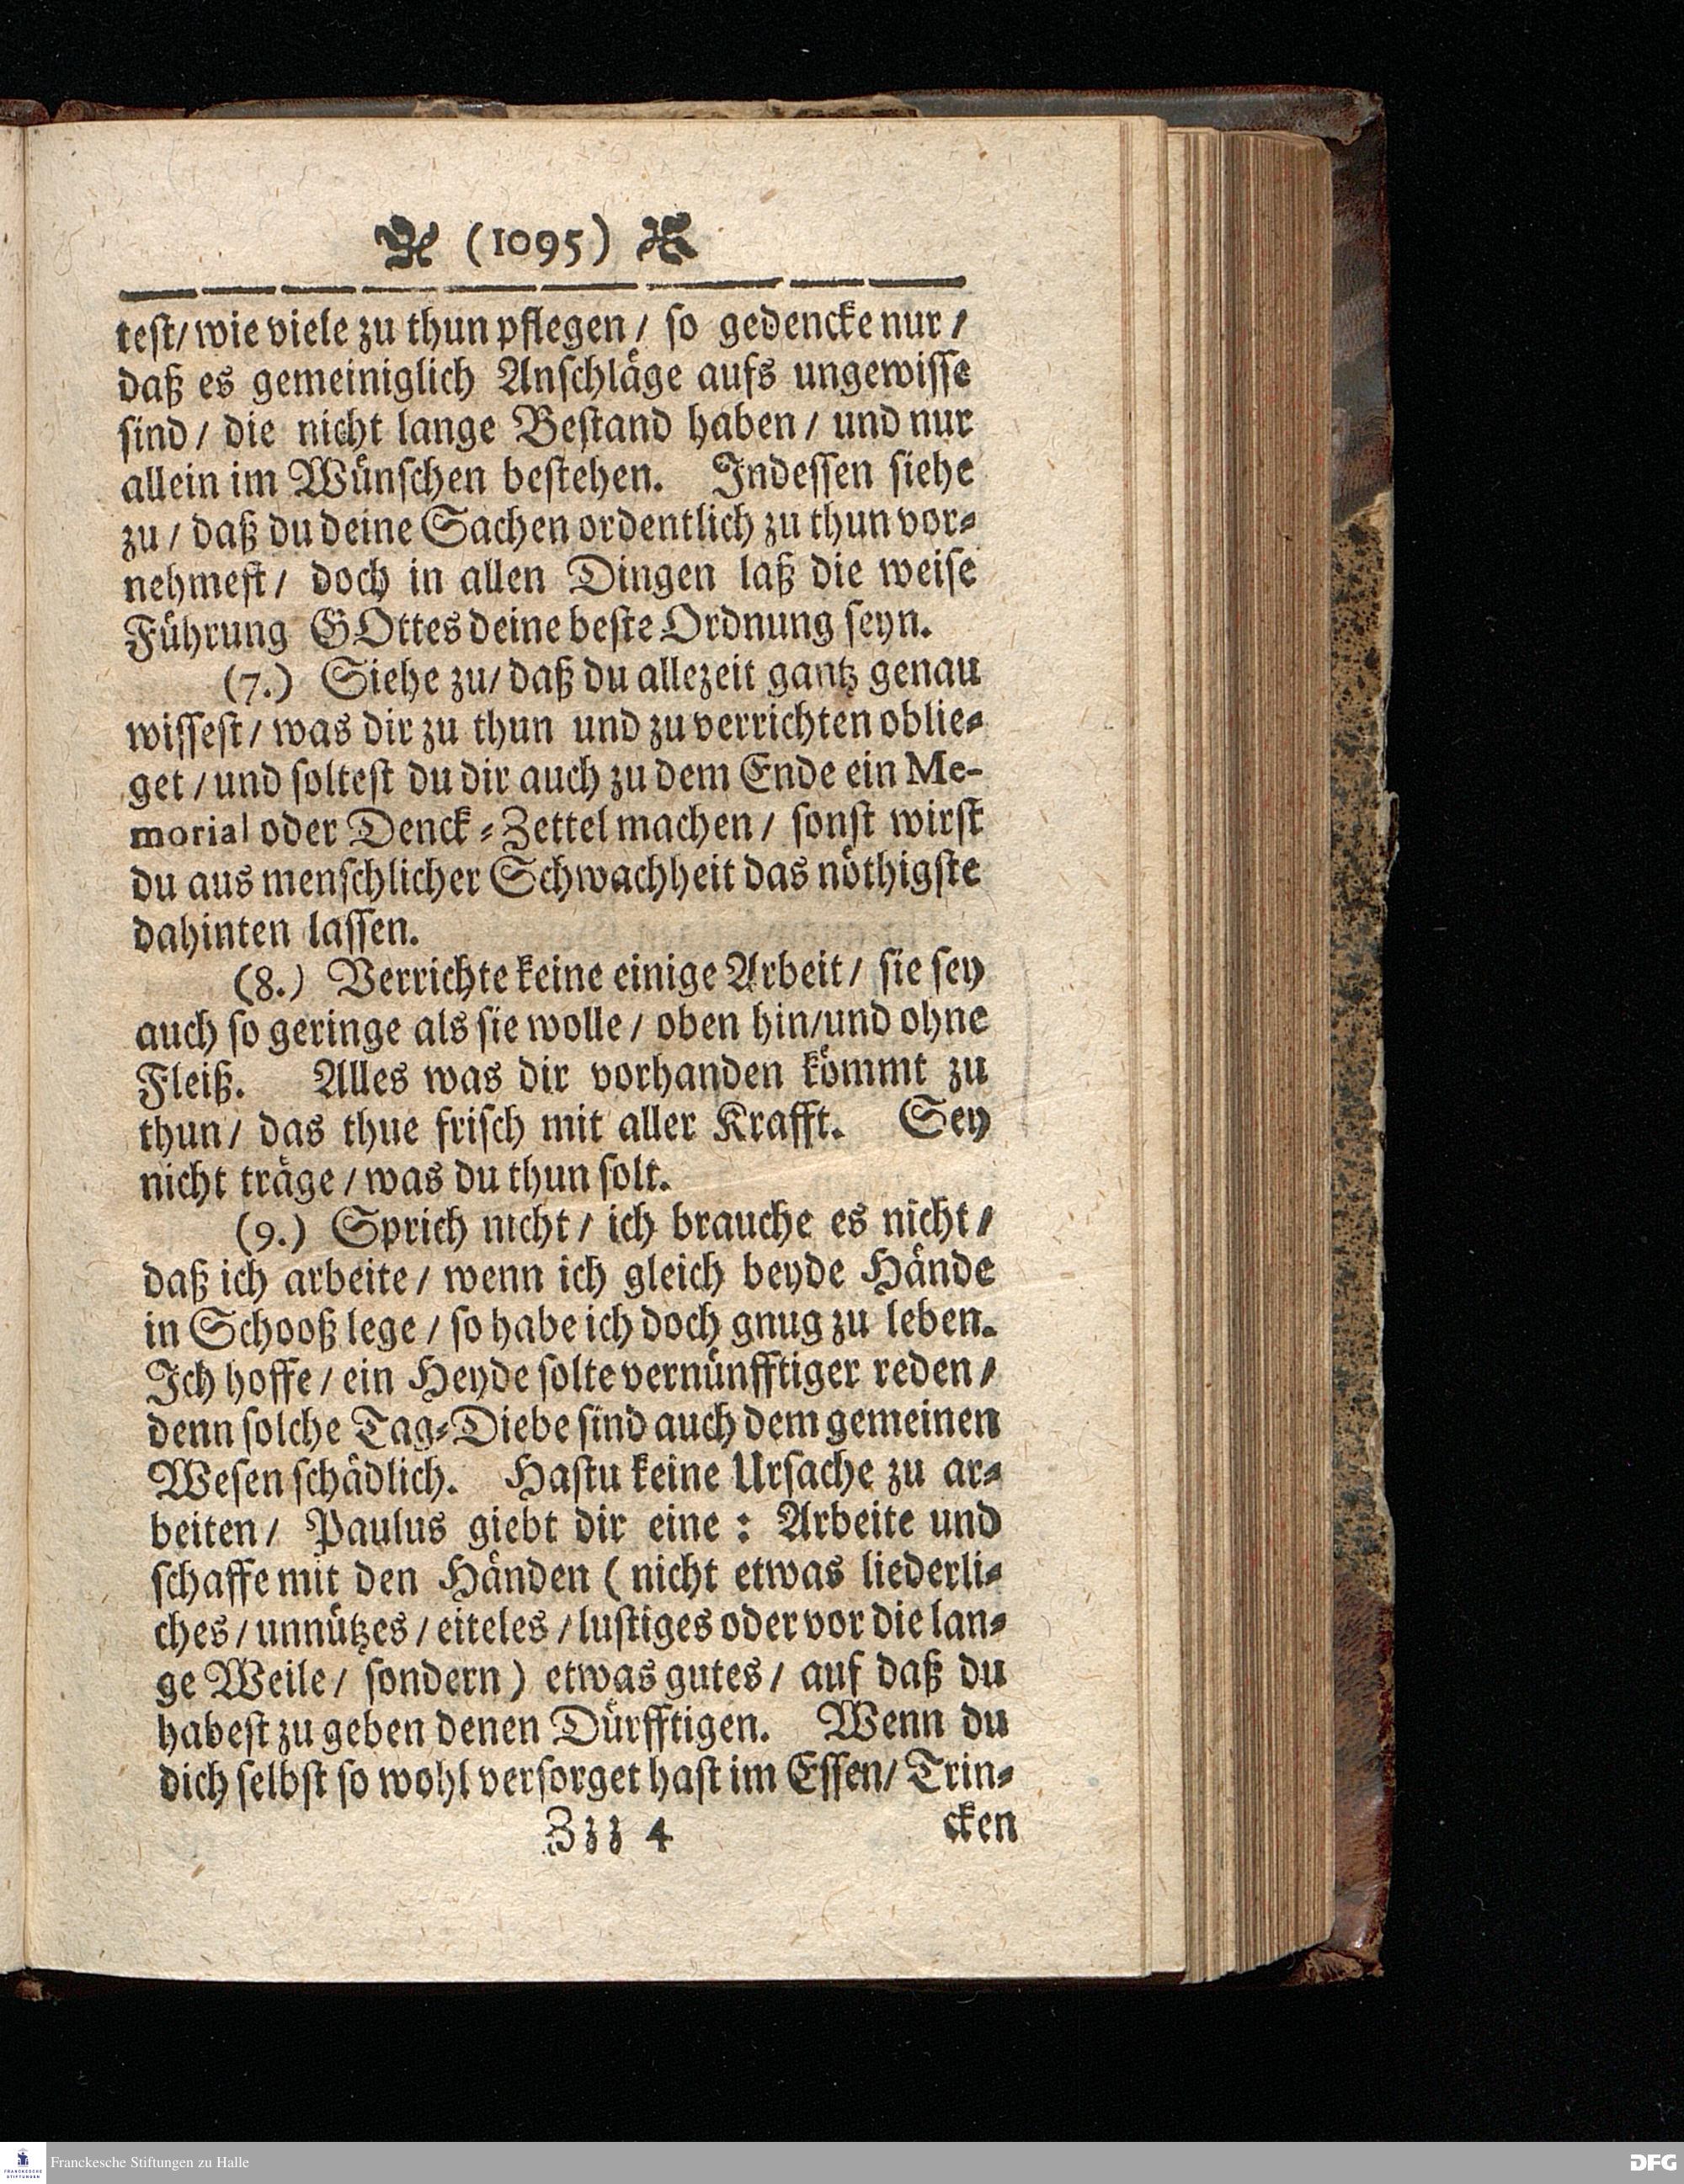 (1095)
teſt/ wie viele zu thun pflegen / ſo gedencke nur /
daß es gemeiniglich Anſchläge aufs ungewiſſe
ſind / die nicht lange Beſtand haben / und nur
allein im Wünſchen beſtehen. Indeſſen ſiehe
zu / daß du deine Sachen ordentlich zu thun vor⸗
nehmeſt / doch in allen Dingen laß die weiſe
Führung GOttes deine beſte Ordnung ſeyn.
(7.) Siehe zu/ daß du allezeit gantz genau
wiſſeſt / was dir zu thun und zu verrichten oblie⸗
get / und ſolteſt du dir auch zu dem Ende ein Me-
morial oder Denck⸗Zettel machen / ſonſt wirſt
du aus menſchlicher Schwachheit das nöthigſte
dahinten laſſen.
(8.) Verrichte keine einige Arbeit / ſie ſey
auch ſo geringe als ſie wolle / oben hin/und ohne
Fleiß. Alles was dir vorhanden kömmt zu
thun / das thue friſch mit aller Krafft. Sey
nicht träge / was du thun ſolt.
(9.) Sprich nicht / ich brauche es nicht /
daß ich arbeite / wenn ich gleich beyde Hände
in Schooß lege / ſo habe ich doch gnug zu leben.
Ich hoffe / ein Heyde ſolte vernünfftiger reden /
denn ſolche Tag⸗Diebe ſind auch dem gemeinen
Weſen ſchädlich. Haſtu keine Urſache zu ar⸗
beiten / Paulus giebt dir eine : Arbeite und
ſchaffe mit den Händen ( nicht etwas liederli⸗
ches / unnützes / eiteles / luſtiges oder vor die lan⸗
ge Weile / ſondern ) etwas gutes / auf daß du
habeſt zu geben denen Dürfftigen. Wenn du
dich ſelbſt ſo wohl verſorget haſt im Eſſen/ Trin⸗
Zzz 4 cken
FRANCKESCHE STIFTUNGEN
Franckesche Stiftungen zu Halle
DFG